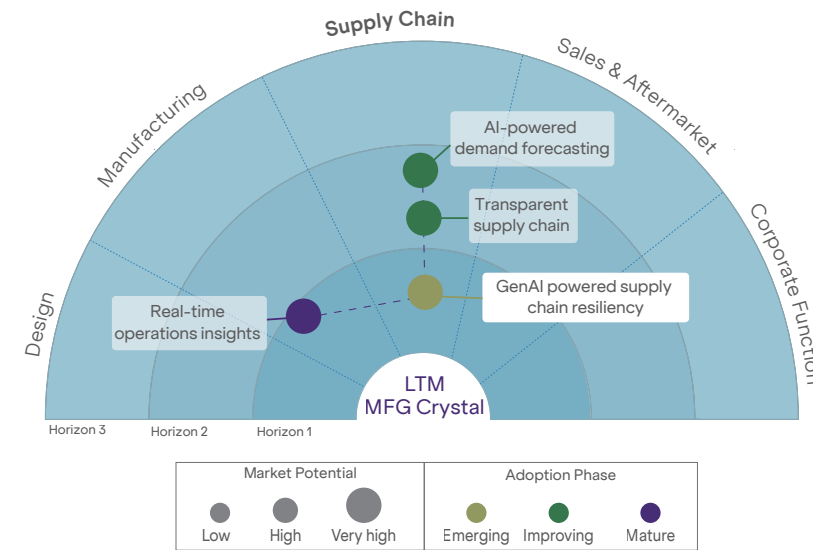 Supply Chain
Sales & Aftermarket
Manufacturing
Corporate Function
Design
AI-powered
demand forecasting
Transparent
supply chain
GenAI powered supply
chain resiliency
Real-time
operations insights
LTM
MFG Crystal
Horizon 3
Horizon 2
Horizon 1
Market Potential
Low
High
Very high
Adoption Phase
Emerging
Improving
Mature